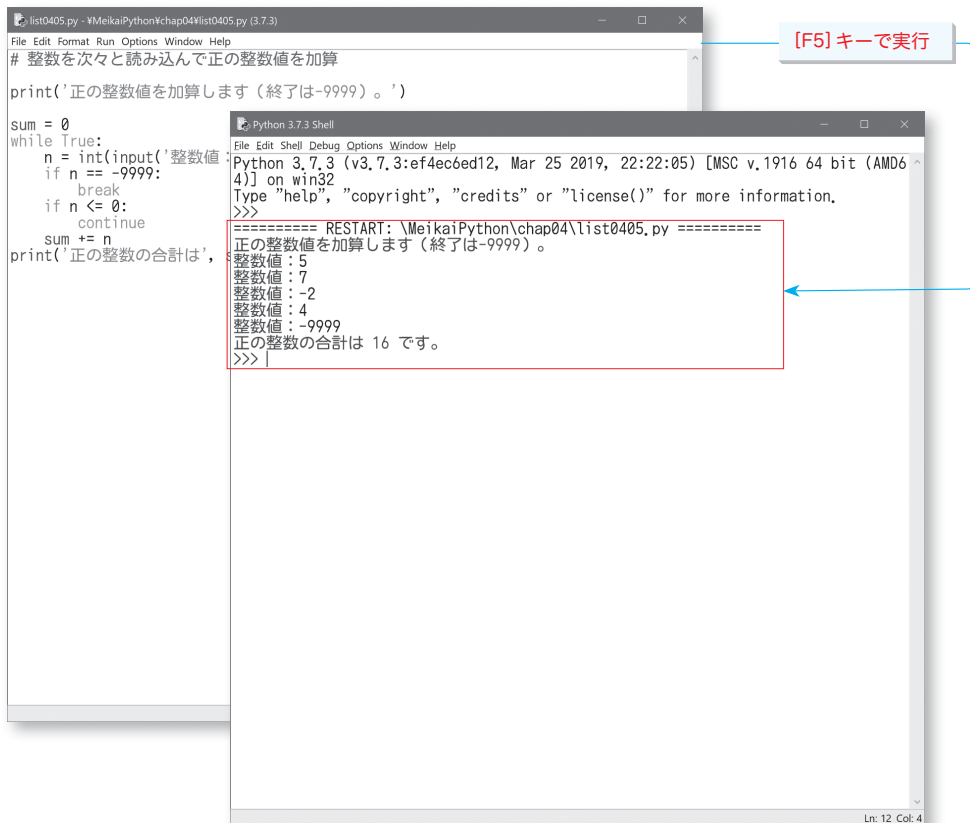 list0405.py - ¥MeikaiPython¥chap04¥list0405.py (3.7.3)
File Edit Format Run Options Window Help
# 整数を次々と読み込んで正の整数値を加算
print('正の整数値を加算します（終了は-9999）。')
sum = 0
while True:
    n = int(input('整数値：
    if n == -9999:
        break
    if n <= 0:
        continue
    sum += n
print('正の整数の合計は', s
[F5]キーで実行
Python 3.7.3 Shell
File Edit Shell Debug Options Window Help
Python 3.7.3 (v3.7.3:ef4ec6ed12, Mar 25 2019, 22:22:05) [MSC v.1916 64 bit (AMD6
4)] on win32
Type "help", "copyright", "credits" or "license()" for more information.
>>>
========== RESTART: \MeikaiPython\chap04\list0405.py ==========
正の整数値を加算します（終了は-9999）。
整数値：5
整数値：7
整数値：-2
整数値：4
整数値：-9999
正の整数の合計は 16 です。
>>>
Ln: 12 Col: 4